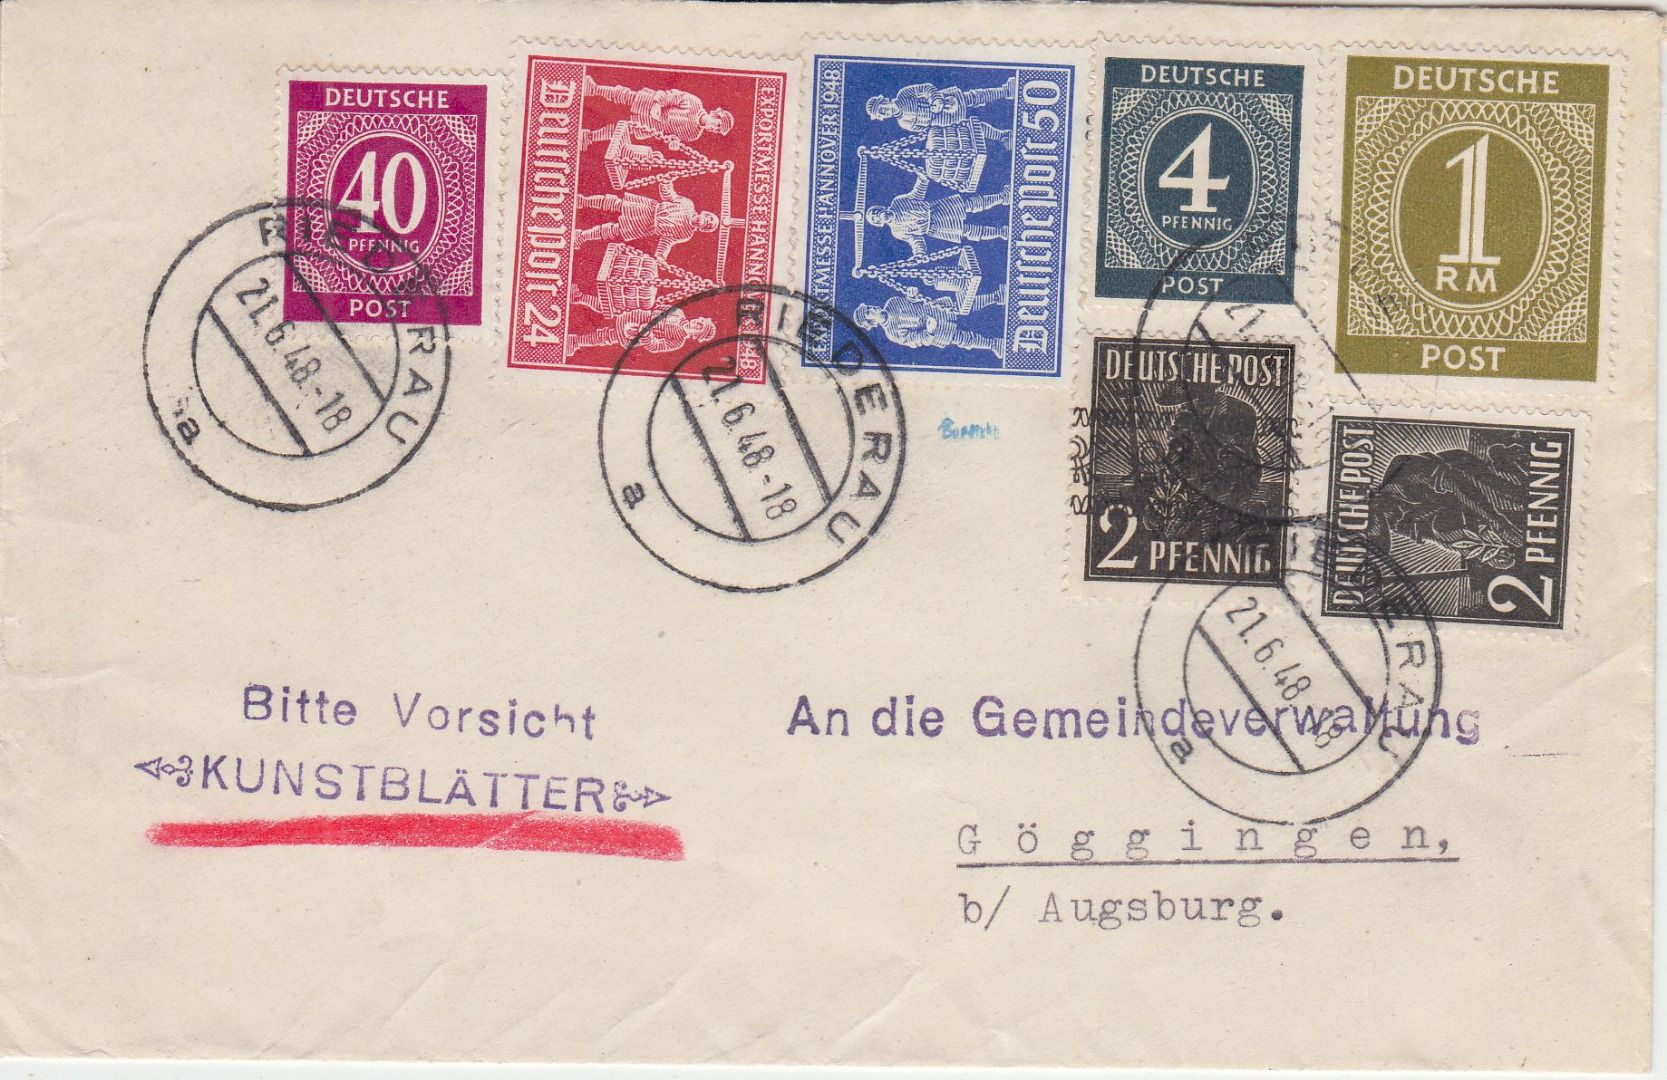 DEUTSCHE
40
PFENNIG
POST
EXPORTMESSE HANNOVER 1948
Deutsche Post 24
EXPORTMESSE HANNOVER 1948
Deutsche Post 50
DEUTSCHE
4
PFENNIG
POST
DEUTSCHE
1
RM
POST
DEUTSCHE POST
2 PFENNIG
DEUTSCHE POST
2 PFENNIG
RIEDERAU
21.6.48.-18
a
RIEDERAU
21.6.48.-18
a
RIEDERAU
21.6.48.-18
a
Bitte Vorsicht
KUNSTBLÄTTER
An die Gemeindeverwaltung
Göggingen,
b/ Augsburg.